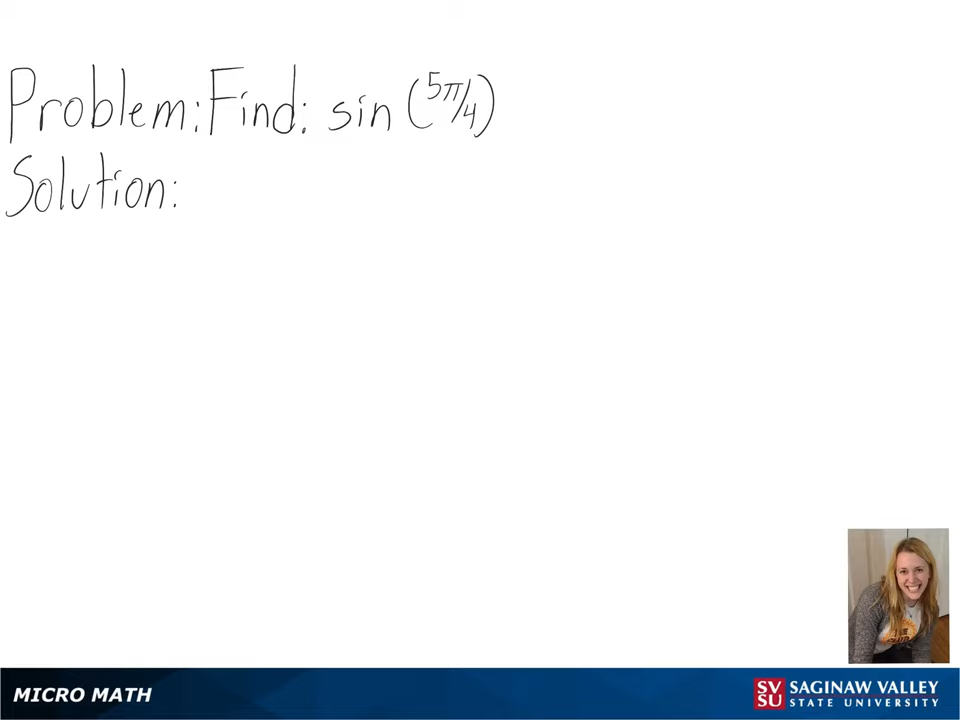 Problem: Find: sin (5π/4)
Solution:
MICRO MATH
SV SU SAGINAW VALLEY
STATE UNIVERSITY